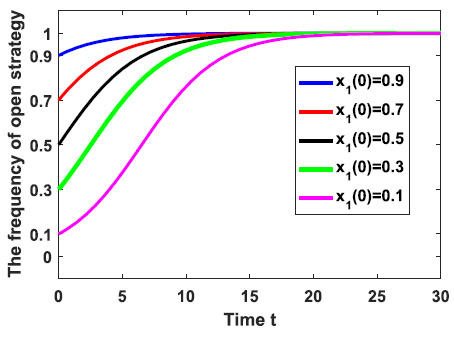 The frequency of open strategy
1
0.9
0.7
0.5
0.3
0.1
0
x₁(0)=0.9
x₁(0)=0.7
x₁(0)=0.5
x₁(0)=0.3
x₁(0)=0.1
0 5 10 15 20 25 30
Time t